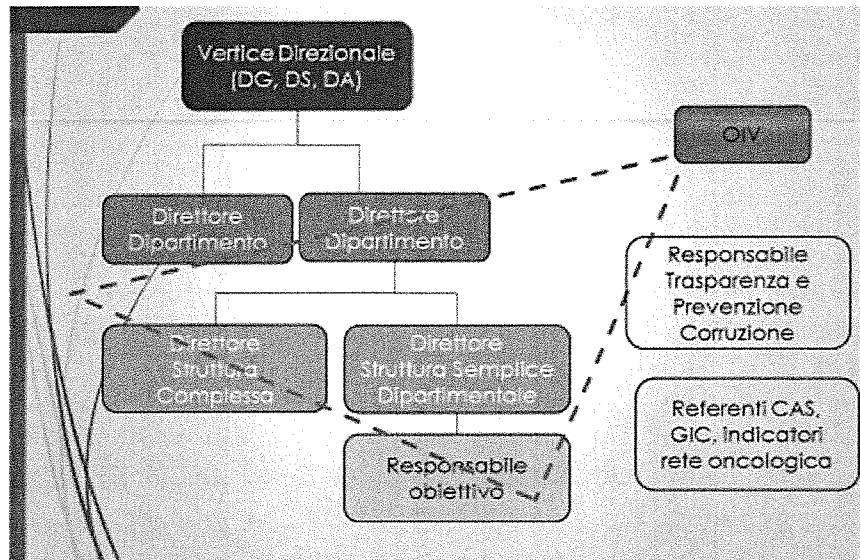 Vertice Direzionale
(DG, DS, DA)
OIV
Direttore
Dipartimento
Direttore
Dipartimento
Responsabile
Trasparenza e
Prevenzione
Corruzione
Direttore
Struttura
Complessa
Direttore
Struttura Semplice
Dipartimentale
Referenti CAS,
GIC, indicatori
rete oncologica
Responsabile
obiettivo